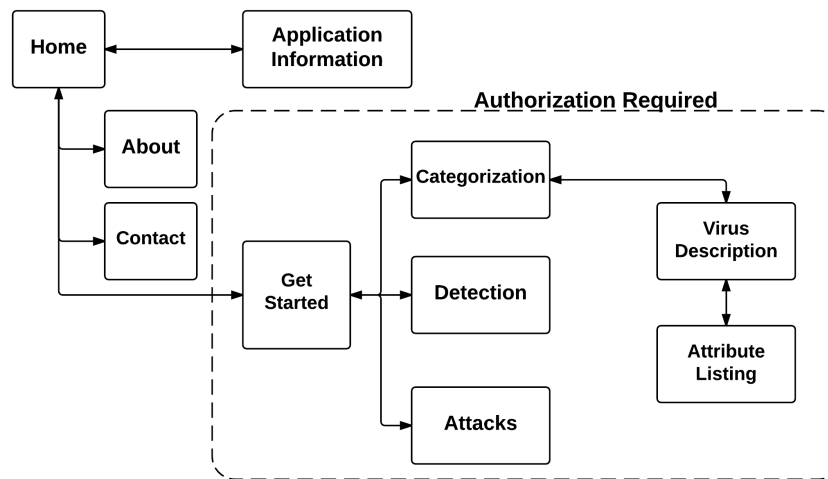 Home
Application
Information
Authorization Required
About
Categorization
Contact
Virus
Description
Get
Started
Detection
Attribute
Listing
Attacks